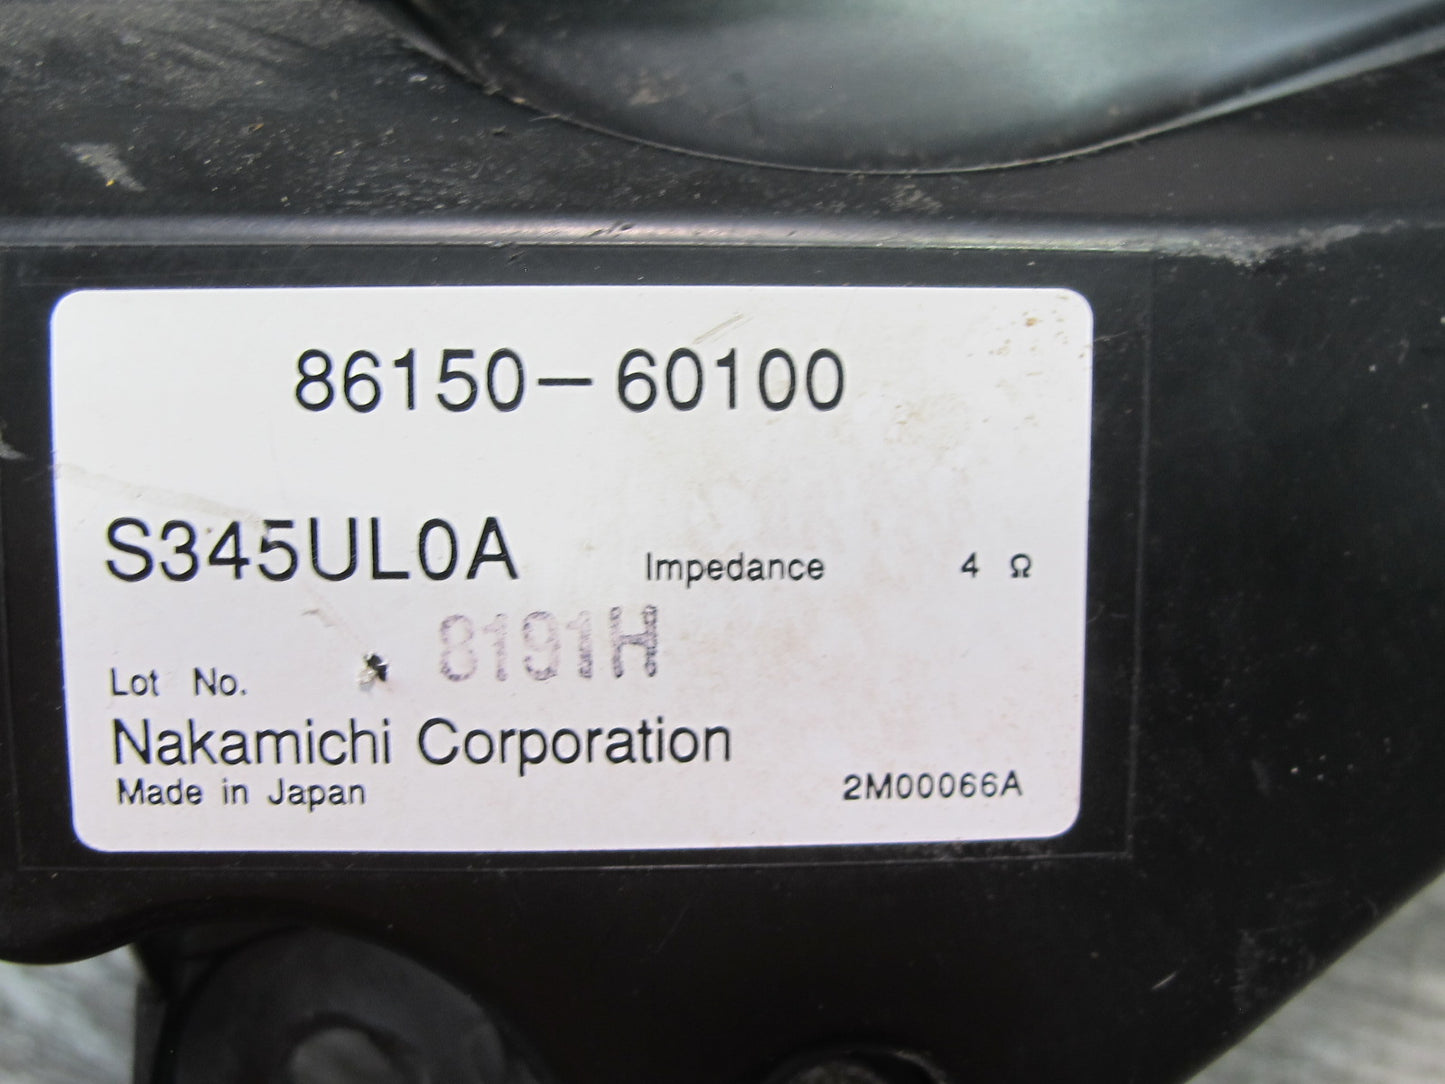 86150-60100
S345UL0A Impedance 4 Ω
8191H
Lot No.
Nakamichi Corporation
Made in Japan 2M00066A